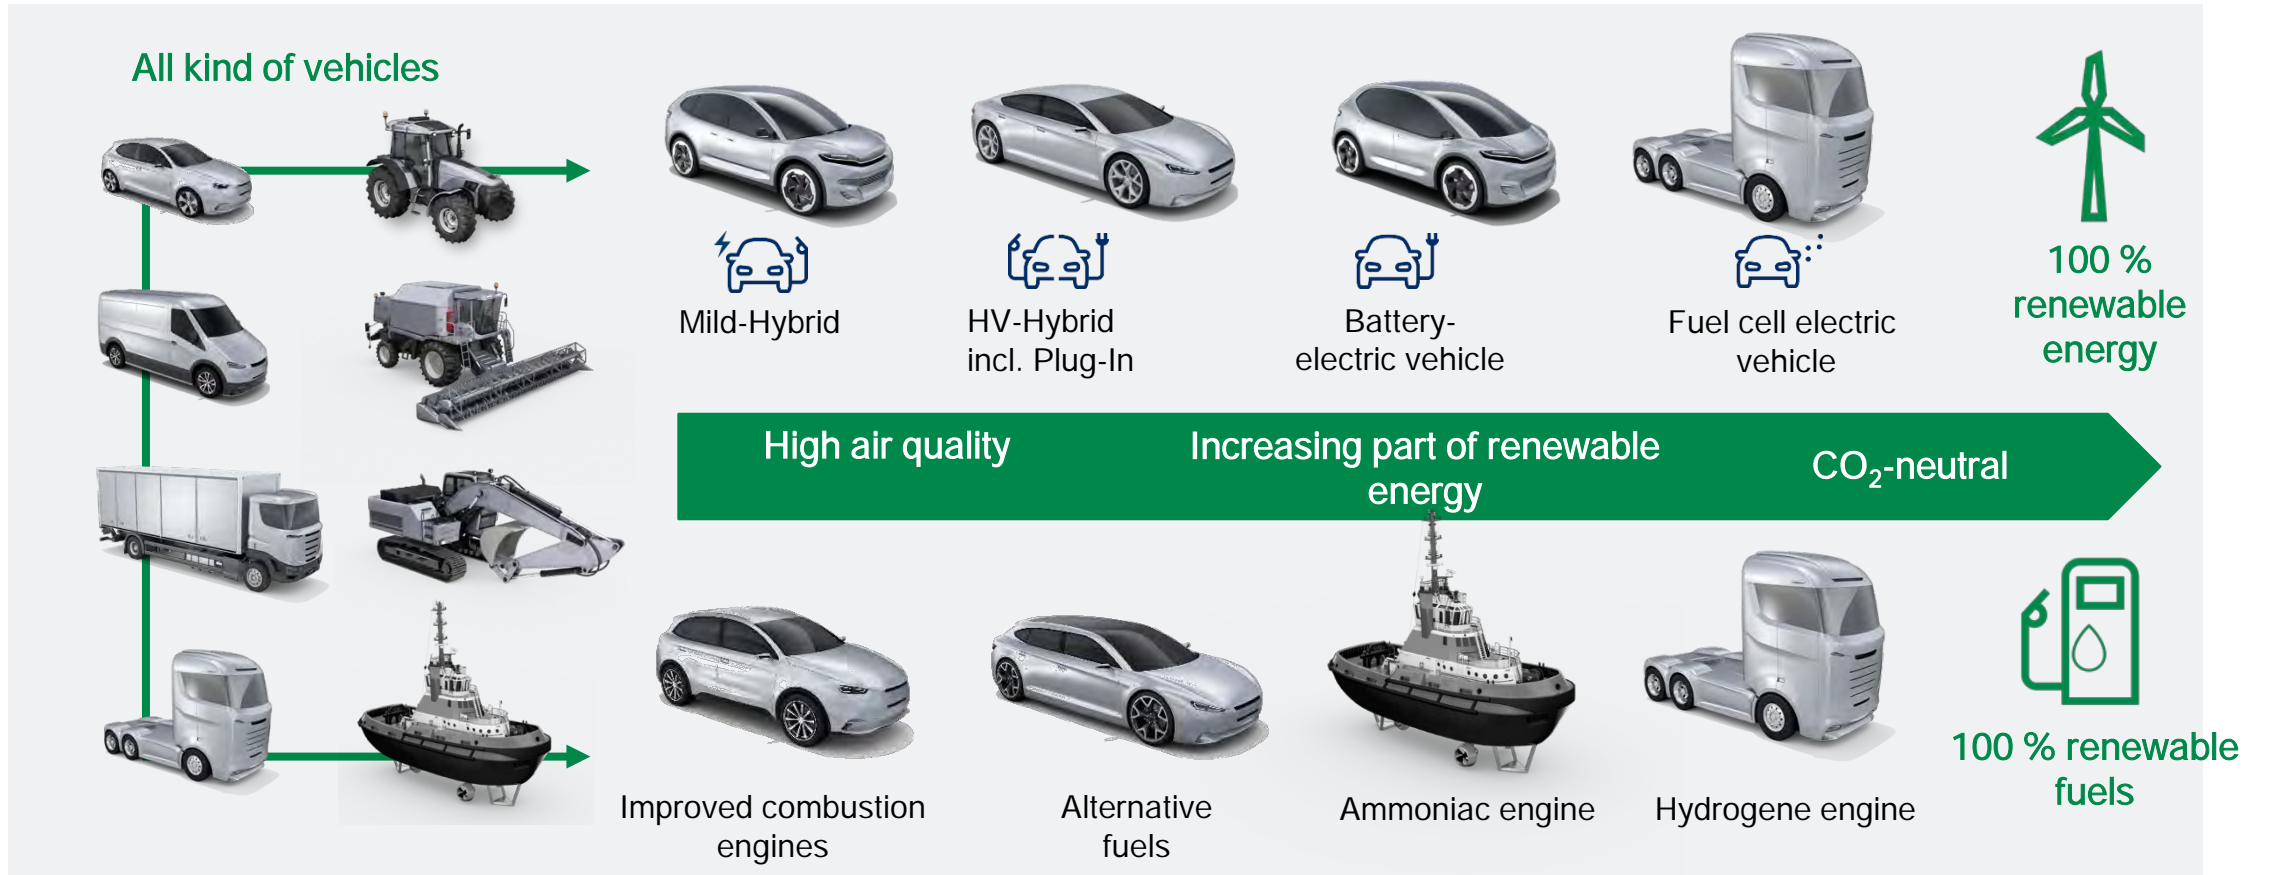 All kind of vehicles
Mild-Hybrid
HV-Hybrid
incl. Plug-In
Battery-
electric vehicle
Fuel cell electric
vehicle
100 %
renewable
energy
High air quality
Increasing part of renewable
energy
CO₂-neutral
Improved combustion
engines
Alternative
fuels
Ammoniac engine
Hydrogene engine
100 % renewable
fuels